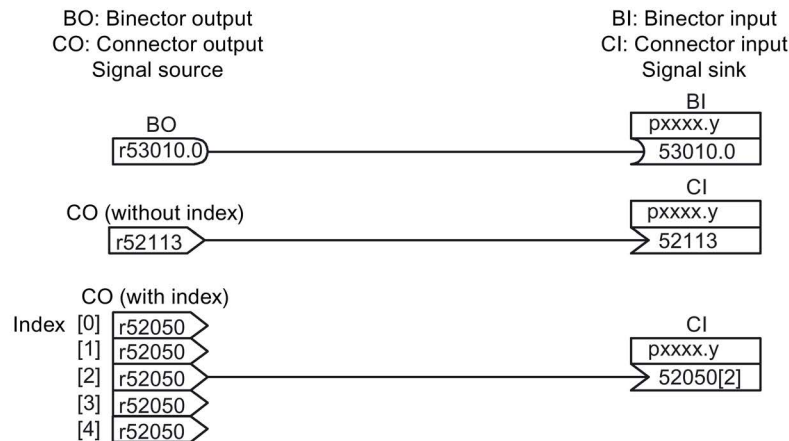 BO: Binector output
CO: Connector output
Signal source
BI: Binector input
CI: Connector input
Signal sink
BO
r53010.0
BI
pxxxx.y
53010.0
CO (without index)
r52113
CI
pxxxx.y
52113
CO (with index)
Index [0] r52050
[1] r52050
[2] r52050
[3] r52050
[4] r52050
CI
pxxxx.y
52050[2]